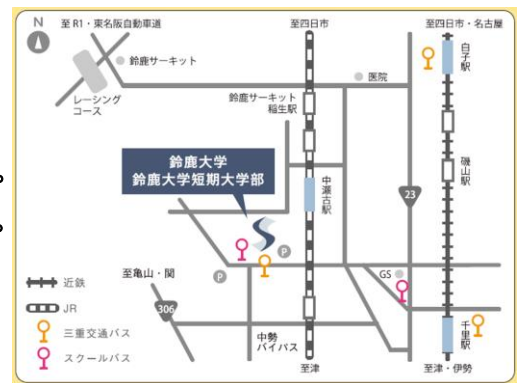 N
至 R1・東名阪自動車道
至四日市
至四日市・名古屋
白子駅
鈴鹿サーキット
医院
レーシング
コース
鈴鹿サーキット
稲生駅
鈴鹿大学
鈴鹿大学短期大学部
中瀬古駅
磯山駅
23
P
P
GS
近鉄
JR
三重交通バス
スクールバス
至亀山・関
306
中勢
バイパス
千里駅
至津
至津・伊勢